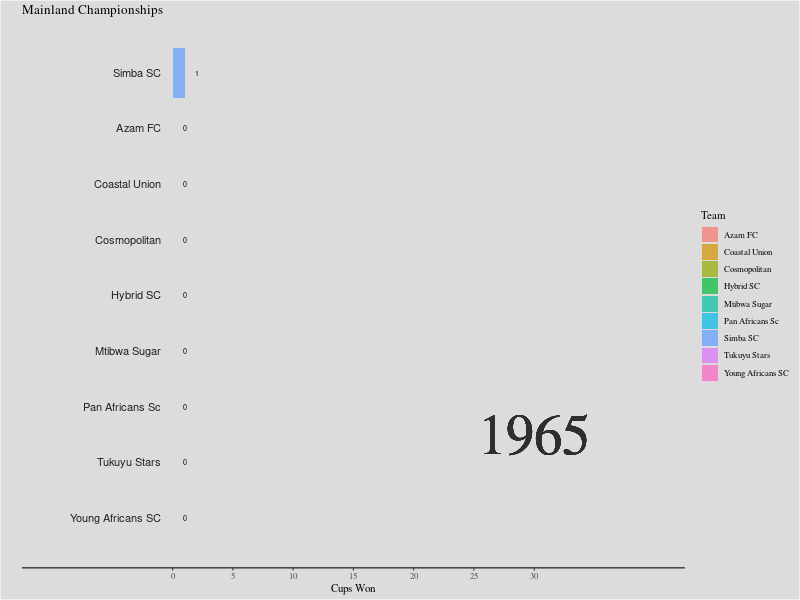 Mainland Championships
Simba SC 1
Azam FC 0
Coastal Union 0
Cosmopolitan 0
Hybrid SC 0
Mtibwa Sugar 0
Pan Africans Sc 0
Tukuyu Stars 0
Young Africans SC 0
1965
0 5 10 15 20 25 30
Cups Won
Team
Azam FC
Coastal Union
Cosmopolitan
Hybrid SC
Mtibwa Sugar
Pan Africans Sc
Simba SC
Tukuyu Stars
Young Africans SC